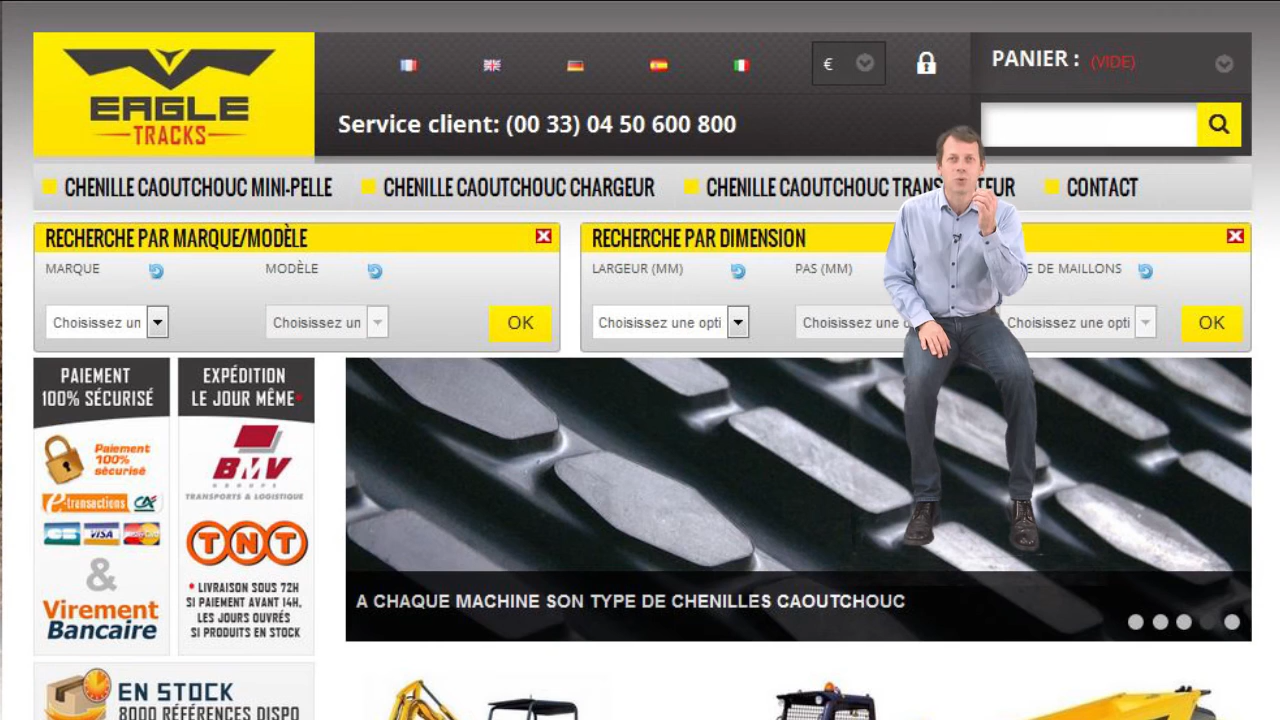 EAGLE
TRACKS
€
PANIER : (VIDE)
Service client: (00 33) 04 50 600 800
CHENILLE CAOUTCHOUC MINI-PELLE
CHENILLE CAOUTCHOUC CHARGEUR
CHENILLE CAOUTCHOUC TRANS TEUR
CONTACT
RECHERCHE PAR MARQUE/MODÈLE
MARQUE
MODÈLE
Choisissez un
Choisissez un
OK
RECHERCHE PAR DIMENSION
LARGEUR (MM)
PAS (MM)
E DE MAILLONS
Choisissez une opti
Choisissez une o
Choisissez une opti
OK
PAIEMENT
100% SÉCURISÉ
Paiement
100%
sécurisé
e-transactions CA
CB VISA MasterCard
&
Virement
Bancaire
EXPÉDITION
LE JOUR MÊME*
BMV
GROUPE
TRANSPORTS & LOGISTIQUE
TNT
* LIVRAISON SOUS 72H
SI PAIEMENT AVANT 14H,
LES JOURS OUVRÉS
SI PRODUITS EN STOCK
A CHAQUE MACHINE SON TYPE DE CHENILLES CAOUTCHOUC
EN STOCK
8000 RÉFÉRENCES DISPO